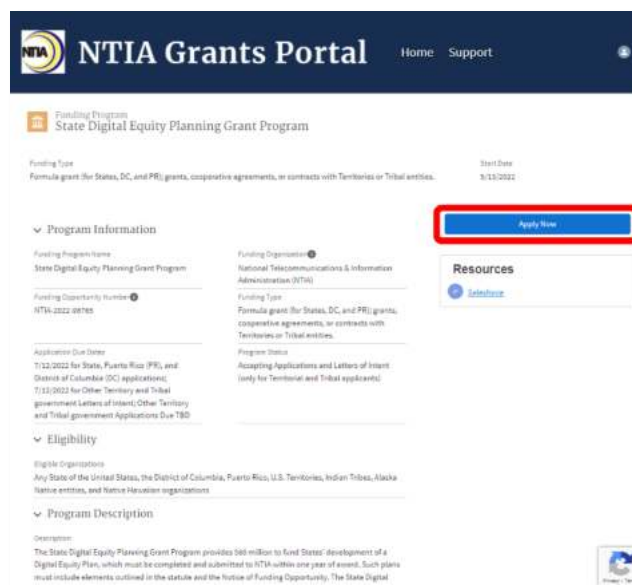 NTIA
NTIA Grants Portal
Home
Support
Funding Program
State Digital Equity Planning Grant Program
Funding Type
Formula grant (for States, DC, and PR); grants, cooperative agreements, or contracts with Territories or Tribal entities.
Start Date
5/13/2022
Program Information
Funding Program Name
State Digital Equity Planning Grant Program
Funding Organization
National Telecommunications & Information
Administration (NTIA)
Funding Opportunity Number
NTIA-2022-
Funding Type
Formula grant (for States, DC, and PR); grants,
cooperative agreements, or contracts with
Territories or Tribal entities.
Application Due Dates
7/12/2022 for State, Puerto Rico (PR), and
District of Columbia (DC) applications;
7/12/2022 for Other Territory and Tribal
government Letters of Intent; Other Territory
and Tribal government Applications Due TBD
Program Status
Accepting Applications and Letters of Intent
(only for Territorial and Tribal applicants)
Apply Now
Resources
Salesforce
Eligibility
Eligible Organizations
Any State of the United States, the District of Columbia, Puerto Rico, U.S. Territories, Indian Tribes, Alaska
Native entities, and Native Hawaiian organizations
Program Description
Description
The State Digital Equity Planning Grant Program provides $60 million to fund States' development of a
Digital Equity Plan, which must be completed and submitted to NTIA within one year of award. Such plans
must include elements outlined in the statute and the Notice of Funding Opportunity. The State Digital